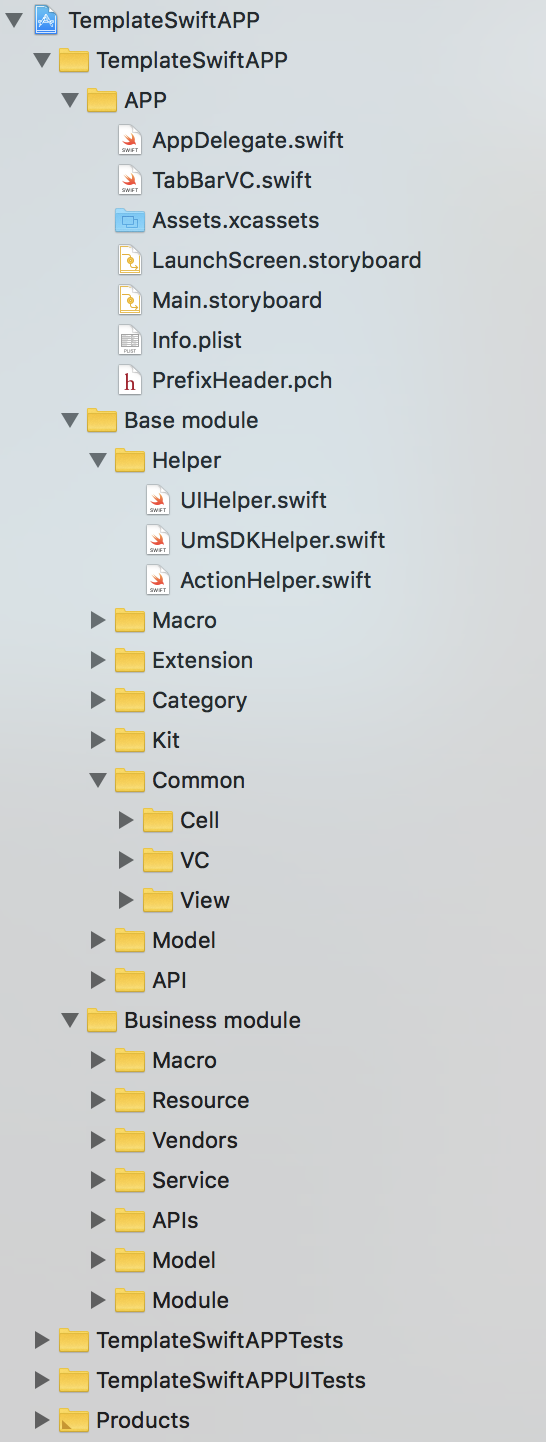 TemplateSwiftAPP
TemplateSwiftAPP
APP
AppDelegate.swift
TabBarVC.swift
Assets.xcassets
LaunchScreen.storyboard
Main.storyboard
Info.plist
PrefixHeader.pch
Base module
Helper
UIHelper.swift
UmSDKHelper.swift
ActionHelper.swift
Macro
Extension
Category
Kit
Common
Cell
VC
View
Model
API
Business module
Macro
Resource
Vendors
Service
APIs
Model
Module
TemplateSwiftAPPTests
TemplateSwiftAPPUITests
Products